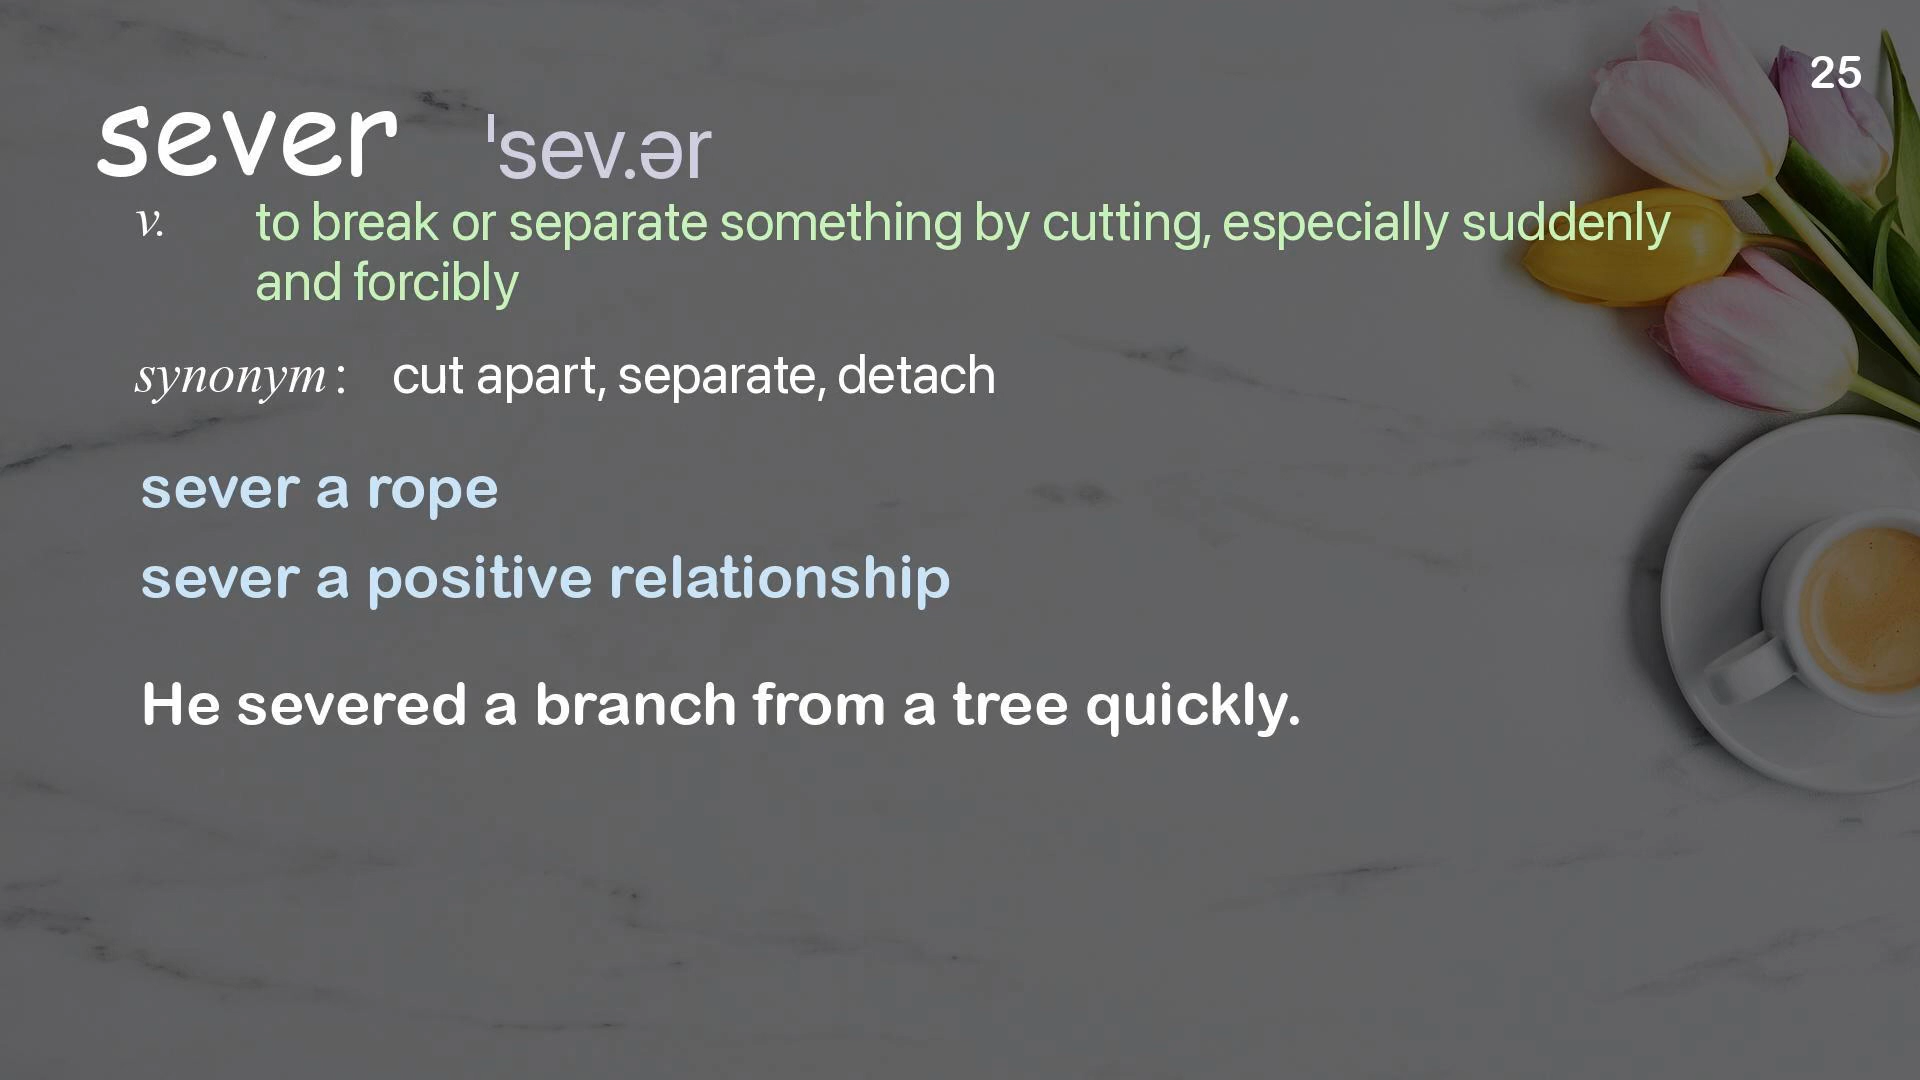 25
sever ˈsev.ər
v. to break or separate something by cutting, especially suddenly
and forcibly
synonym: cut apart, separate, detach
sever a rope
sever a positive relationship
He severed a branch from a tree quickly.